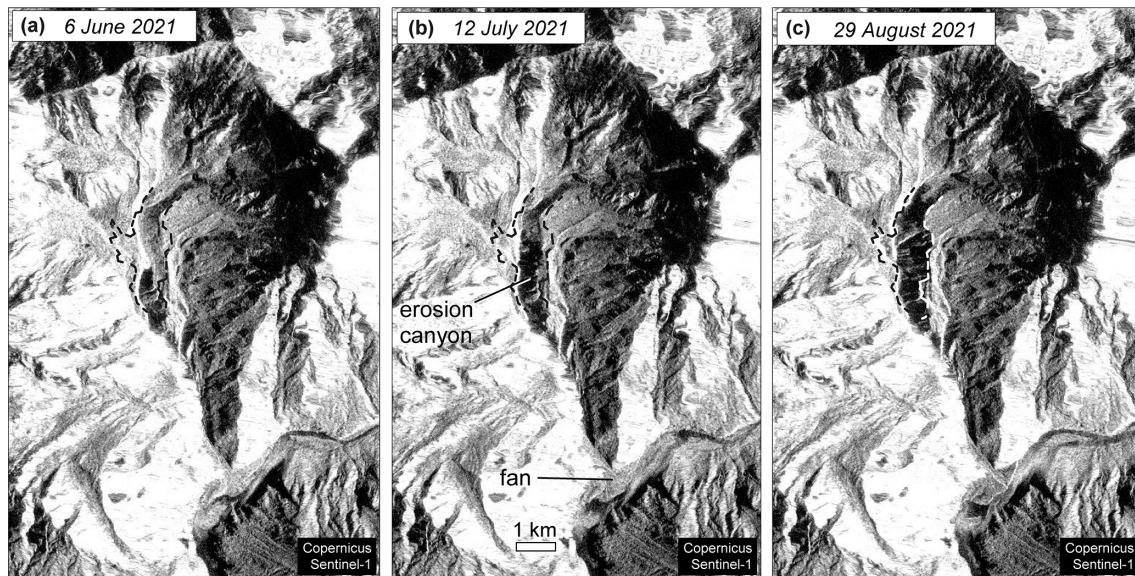 (a) 6 June 2021
(b) 12 July 2021
(c) 29 August 2021
erosion
canyon
fan
1 km
Copernicus
Sentinel-1
Copernicus
Sentinel-1
Copernicus
Sentinel-1